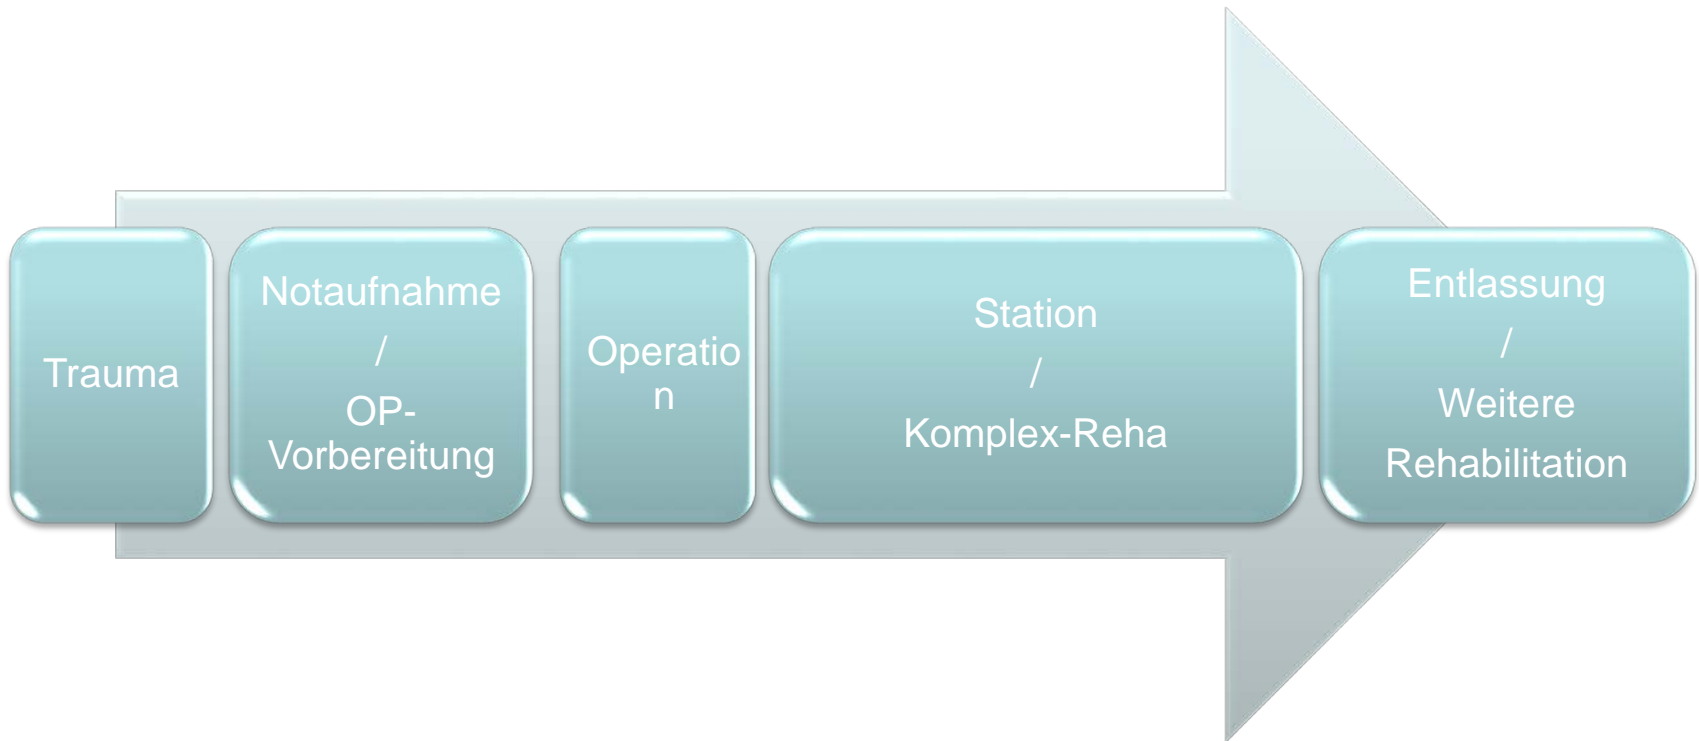 Trauma
Notaufnahme
/
OP-
Vorbereitung
Operatio
n
Station
/
Komplex-Reha
Entlassung
/
Weitere
Rehabilitation